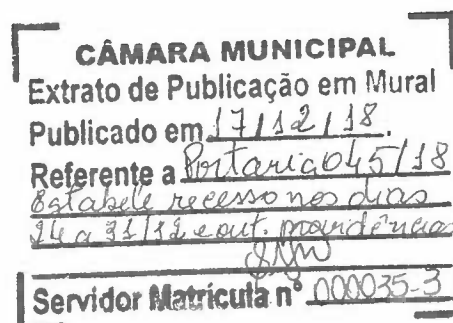 CÂMARA MUNICIPAL
Extrato de Publicação em Mural
Publicado em 17/12/18.
Referente a Portaria 045/18
Estabele recesso nos dias
24 a 31/12 e out. providências
Servidor Matrícula nº 000035-3